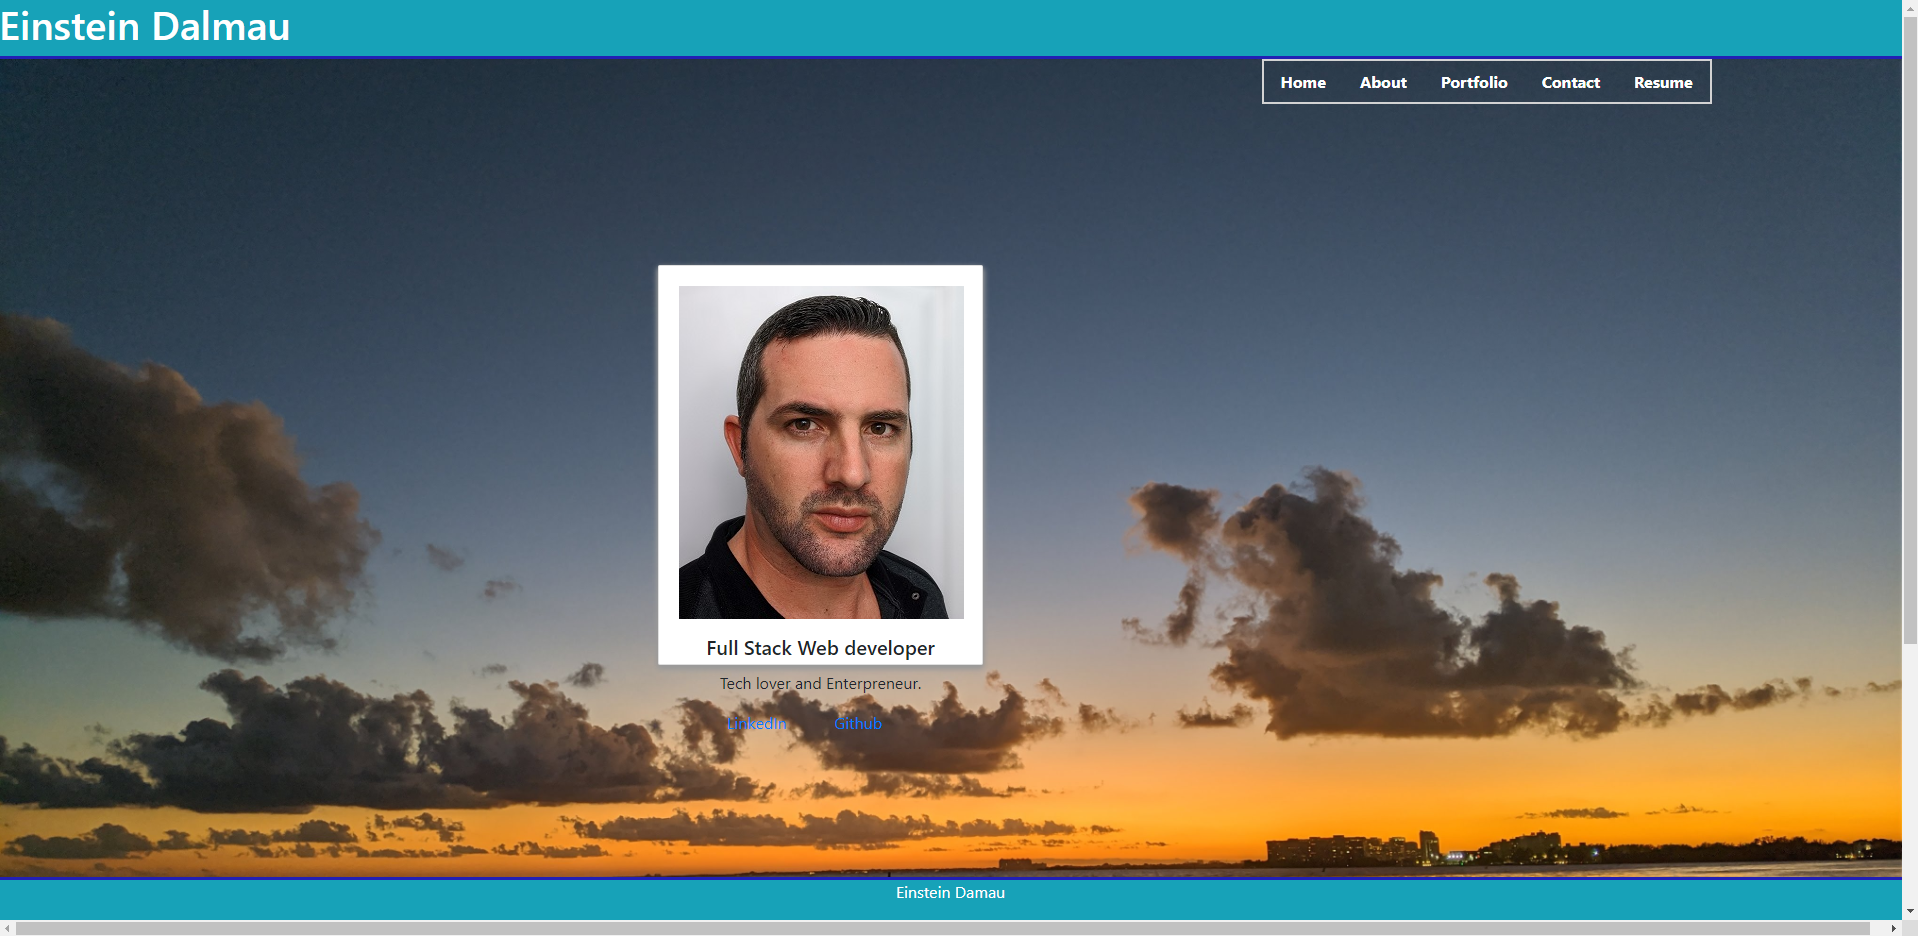 Einstein Dalmau
Home About Portfolio Contact Resume
Full Stack Web developer
Tech lover and Enterpreneur.
LinkedIn Github
Einstein Damau